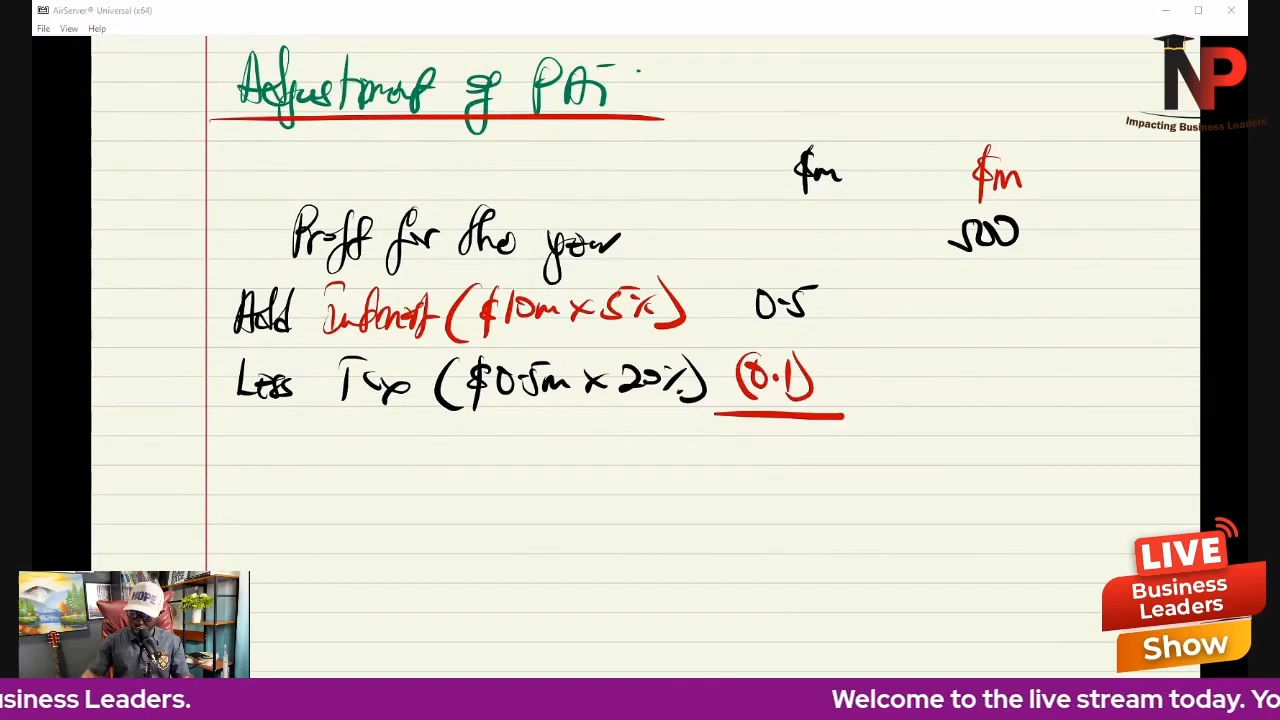 AirServer® Universal (x64)
File View Help
Adjustment of PAT
$m $m
Profit for the year 500
Add Interest ($10m x 5%) 0.5
Less Tax ($0.5m x 20%) (0.1)
NP
Impacting Business Leaders
HOPE
LIVE
Business
Leaders
Show
usiness Leaders. Welcome to the live stream today. Yo